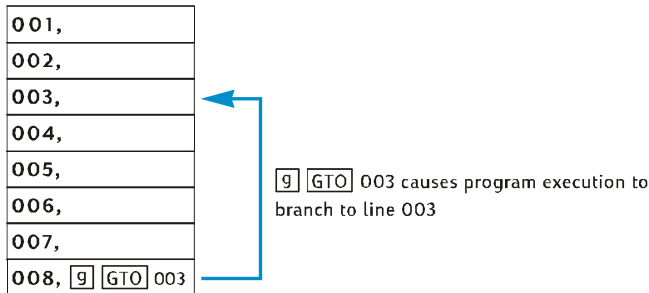 001,
002,
003,
004,
005,
006,
007,
008, g GTO 003
g GTO 003 causes program execution to
branch to line 003